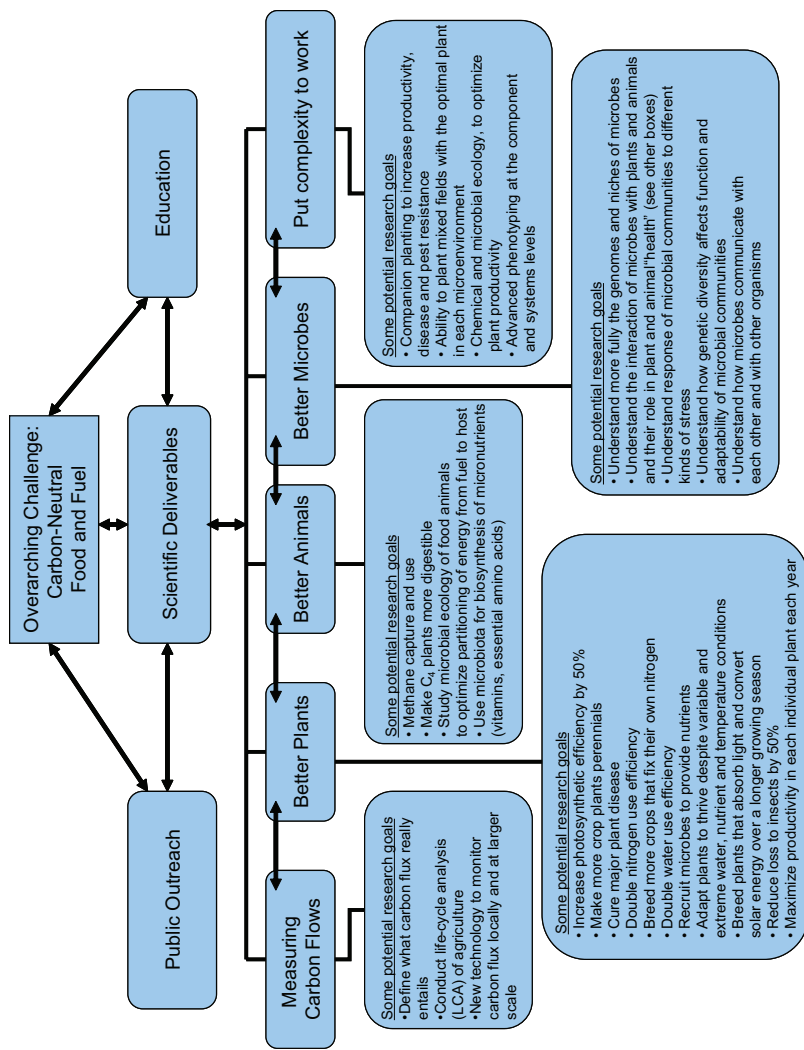 Overarching Challenge:
Carbon-Neutral
Food and Fuel
Public Outreach
Scientific Deliverables
Education
Measuring
Carbon Flows
Better Plants
Better Animals
Better Microbes
Put complexity to work
Some potential research goals
•Define what carbon flux really
entails
•Conduct life-cycle analysis
(LCA) of agriculture
•New technology to monitor
carbon flux locally and at larger
scale
Some potential research goals
• Increase photosynthetic efficiency by 50%
• Make more crop plants perennials
• Cure major plant disease
• Double nitrogen use efficiency
• Breed more crops that fix their own nitrogen
• Double water use efficiency
• Recruit microbes to provide nutrients
• Adapt plants to thrive despite variable and
extreme water, nutrient and temperature conditions
• Breed plants that absorb light and convert
solar energy over a longer growing season
• Reduce loss to insects by 50%
• Maximize productivity in each individual plant each year
Some potential research goals
• Methane capture and use
• Make C4 plants more digestible
• Study microbial ecology of food animals
to optimize partitioning of energy from fuel to host
• Use microbiota for biosynthesis of micronutrients
(vitamins, essential amino acids)
Some potential research goals
• Understand more fully the genomes and niches of microbes
• Understand the interaction of microbes with plants and animals
and their role in plant and animal"health" (see other boxes)
• Understand response of microbial communities to different
kinds of stress
• Understand how genetic diversity affects function and
adaptability of microbial communities
• Understand how microbes communicate with
each other and with other organisms
Some potential research goals
• Companion planting to increase productivity,
disease and pest resistance
• Ability to plant mixed fields with the optimal plant
in each microenvironment
• Chemical and microbial ecology, to optimize
plant productivity
• Advanced phenotyping at the component
and systems levels